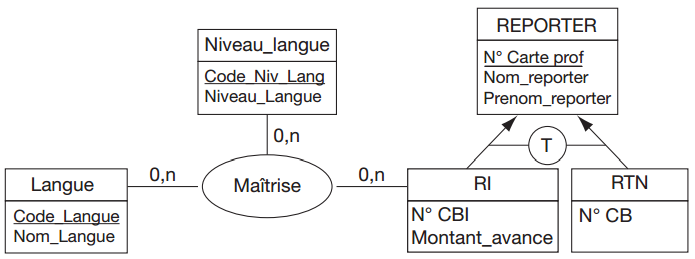 REPORTER
N° Carte prof
Nom_reporter
Prenom_reporter
Niveau_langue
Code_Niv_Lang
Niveau_Langue
0,n
T
Langue
Code_Langue
Nom_Langue
0,n
Maîtrise
0,n
RI
N° CBI
Montant_avance
RTN
N° CB